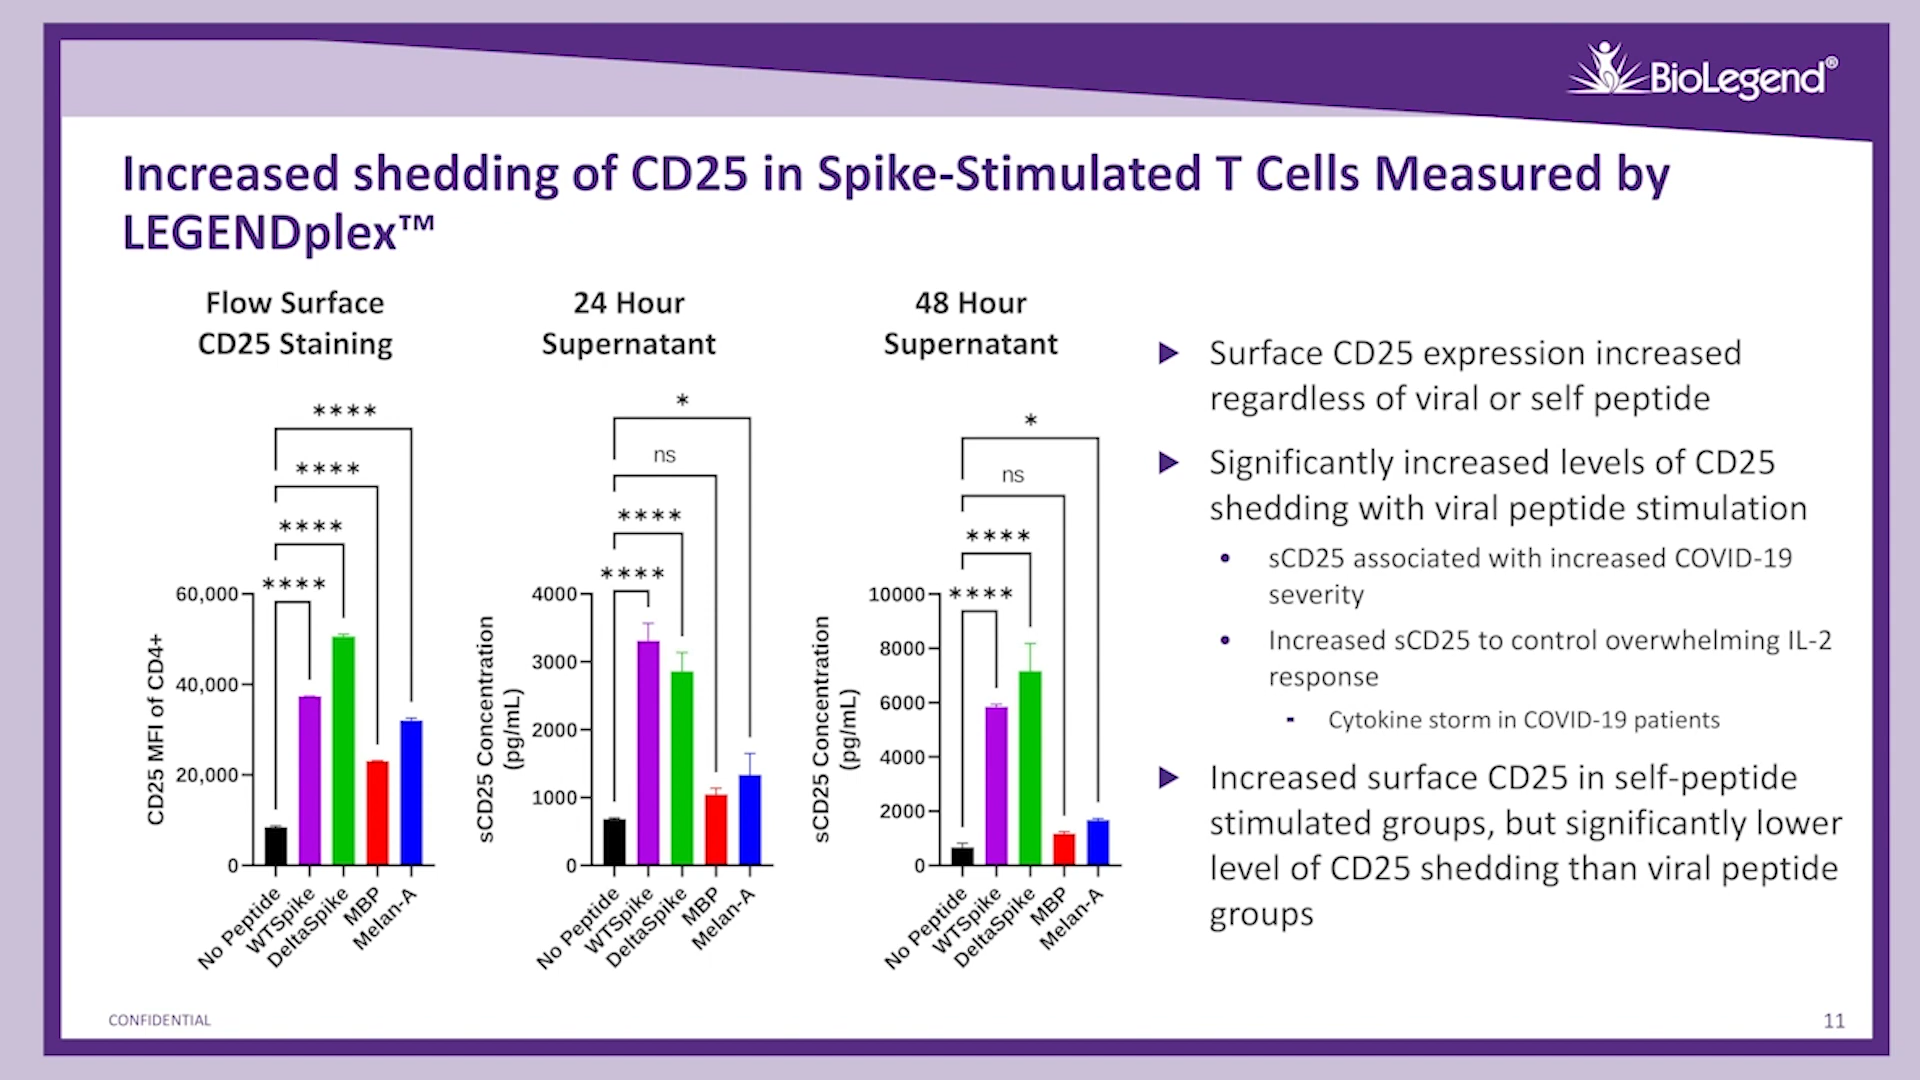 BioLegend®
Increased shedding of CD25 in Spike-Stimulated T Cells Measured by
LEGENDplex™
Flow Surface
CD25 Staining
****
****
****
****
60,000
40,000
20,000
0
CD25 MFI of CD4+
No Peptide
WTSpike
DeltaSpike
MBP
Melan-A
24 Hour
Supernatant
*
ns
****
****
4000
3000
2000
1000
0
sCD25 Concentration
(pg/mL)
No Peptide
WTSpike
DeltaSpike
MBP
Melan-A
48 Hour
Supernatant
*
ns
****
****
10000
8000
6000
4000
2000
0
sCD25 Concentration
(pg/mL)
No Peptide
WTSpike
DeltaSpike
MBP
Melan-A
Surface CD25 expression increased
regardless of viral or self peptide
Significantly increased levels of CD25
shedding with viral peptide stimulation
sCD25 associated with increased COVID-19
severity
Increased sCD25 to control overwhelming IL-2
response
Cytokine storm in COVID-19 patients
Increased surface CD25 in self-peptide
stimulated groups, but significantly lower
level of CD25 shedding than viral peptide
groups
CONFIDENTIAL
11